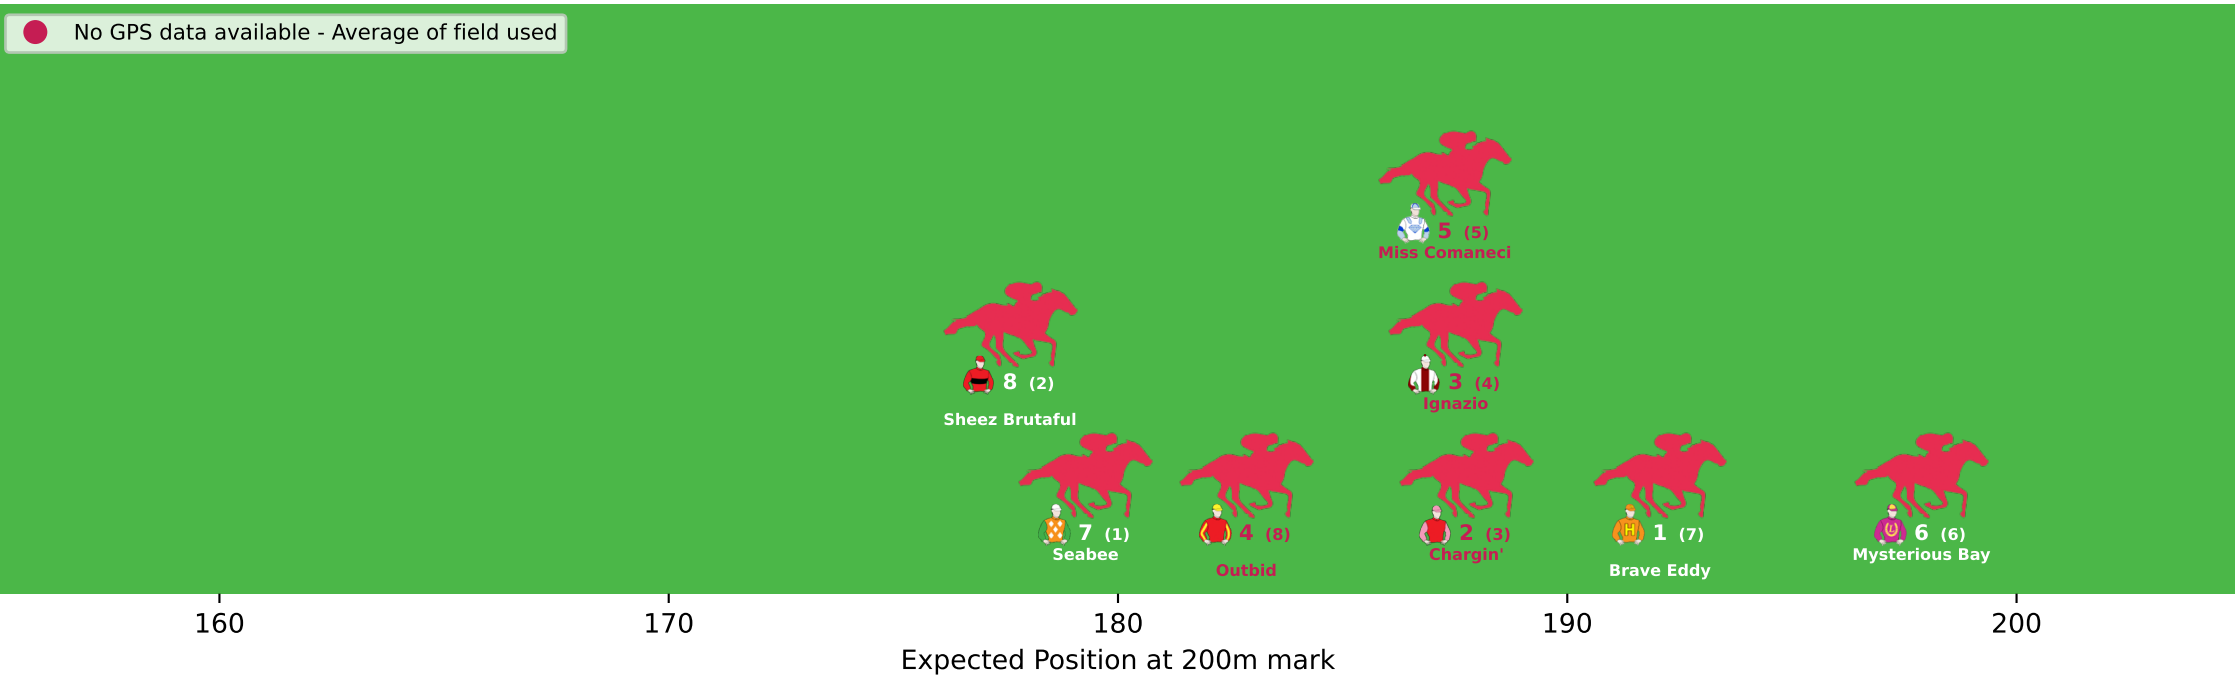 No GPS data available - Average of field used
5 (5)
Miss Comaneci
8 (2)
Sheez Brutaful
3 (4)
Ignazio
7 (1)
Seabee
4 (8)
Outbid
2 (3)
Chargin'
H
1 (7)
Brave Eddy
6 (6)
Mysterious Bay
160 170 180 190 200
Expected Position at 200m mark